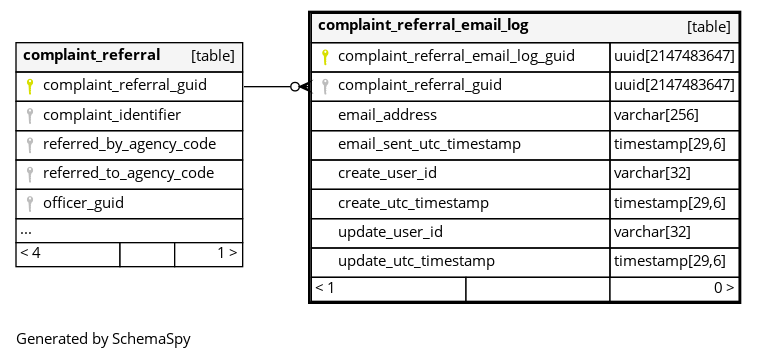 complaint_referral [table]
complaint_referral_guid
complaint_identifier
referred_by_agency_code
referred_to_agency_code
officer_guid
...
< 4 1 >
complaint_referral_email_log [table]
complaint_referral_email_log_guid uuid[2147483647]
complaint_referral_guid uuid[2147483647]
email_address varchar[256]
email_sent_utc_timestamp timestamp[29,6]
create_user_id varchar[32]
create_utc_timestamp timestamp[29,6]
update_user_id varchar[32]
update_utc_timestamp timestamp[29,6]
< 1 0 >
Generated by SchemaSpy